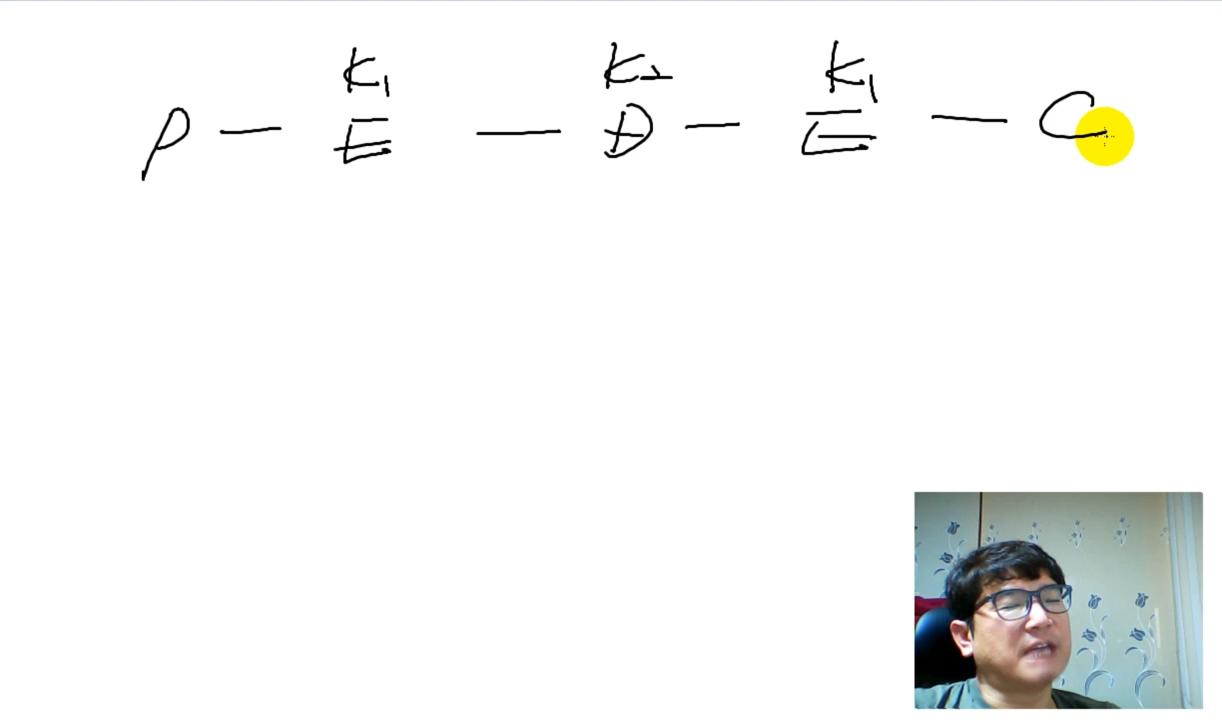 K₁ K₂ K₁
P — E — D — E — C